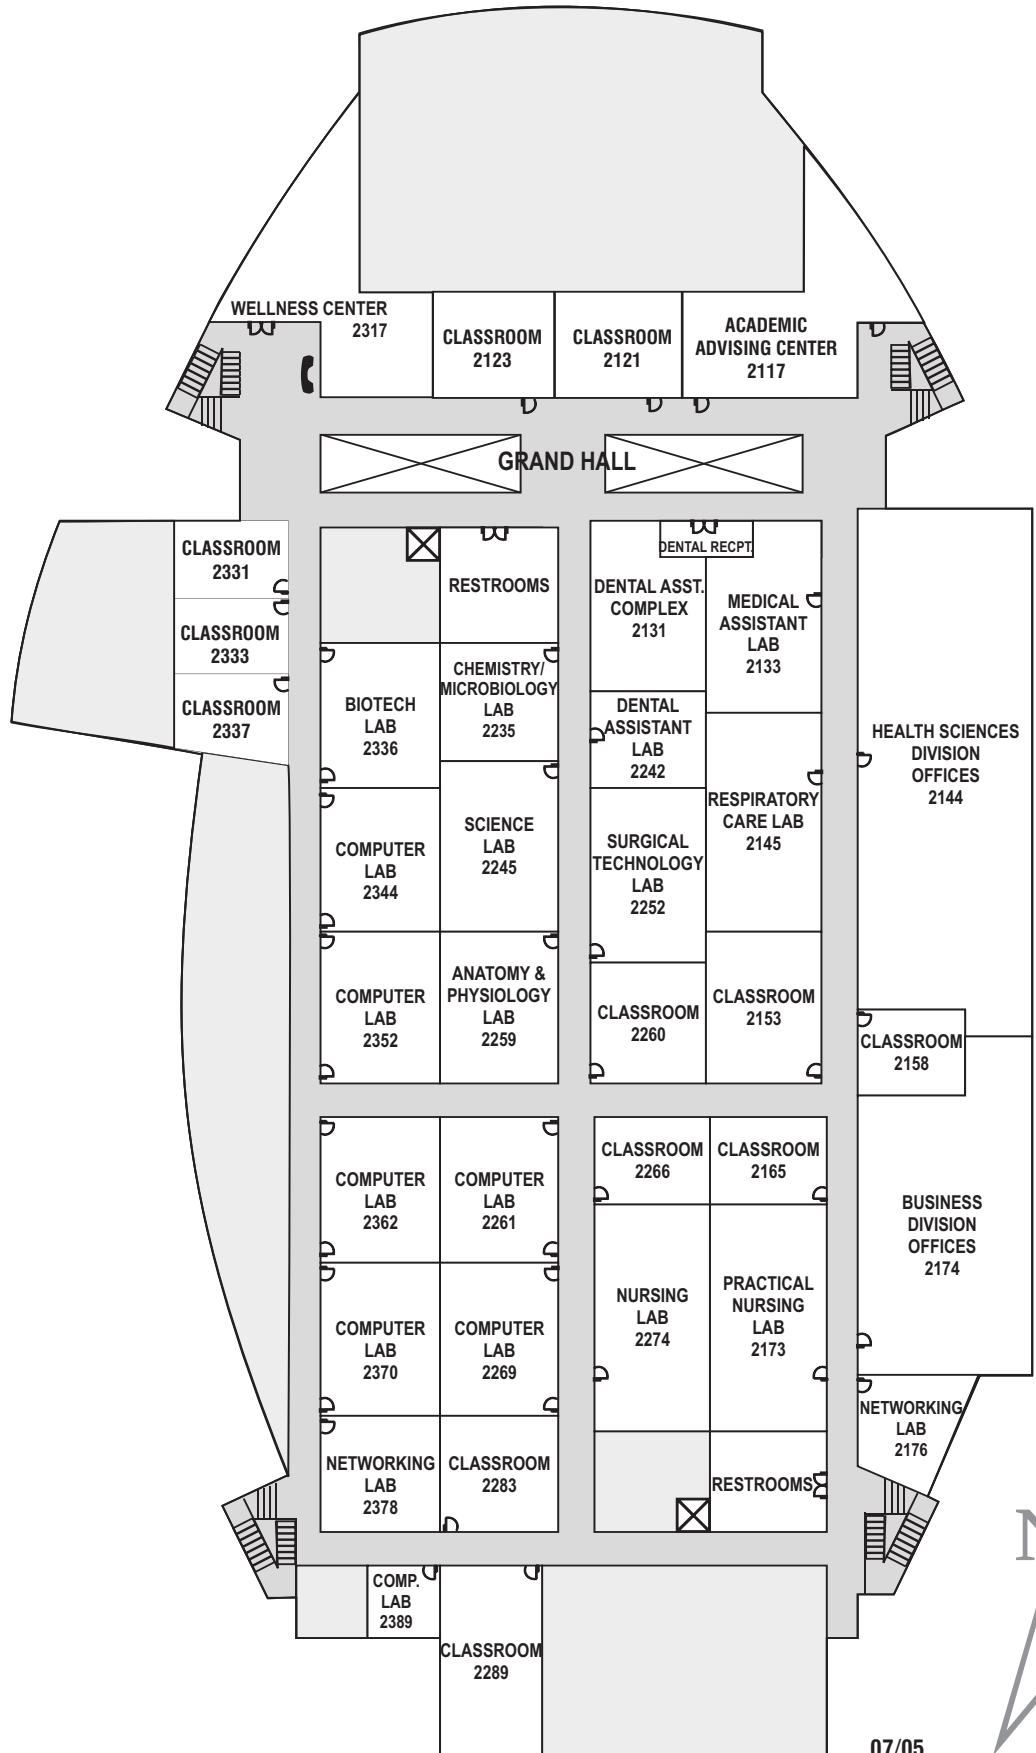 WELLNESS CENTER
2317
CLASSROOM
2123
CLASSROOM
2121
ACADEMIC
ADVISING CENTER
2117
GRAND HALL
CLASSROOM
2331
CLASSROOM
2333
CLASSROOM
2337
RESTROOMS
DENTAL RECPT.
DENTAL ASST.
COMPLEX
2131
MEDICAL
ASSISTANT
LAB
2133
BIOTECH
LAB
2336
CHEMISTRY/
MICROBIOLOGY
LAB
2235
DENTAL
ASSISTANT
LAB
2242
HEALTH SCIENCES
DIVISION
OFFICES
2144
COMPUTER
LAB
2344
SCIENCE
LAB
2245
SURGICAL
TECHNOLOGY
LAB
2252
RESPIRATORY
CARE LAB
2145
COMPUTER
LAB
2352
ANATOMY &
PHYSIOLOGY
LAB
2259
CLASSROOM
2260
CLASSROOM
2153
CLASSROOM
2158
COMPUTER
LAB
2362
COMPUTER
LAB
2261
CLASSROOM
2266
CLASSROOM
2165
BUSINESS
DIVISION
OFFICES
2174
COMPUTER
LAB
2370
COMPUTER
LAB
2269
NURSING
LAB
2274
PRACTICAL
NURSING
LAB
2173
NETWORKING
LAB
2176
NETWORKING
LAB
2378
CLASSROOM
2283
RESTROOMS
N
COMP.
LAB
2389
CLASSROOM
2289
07/05